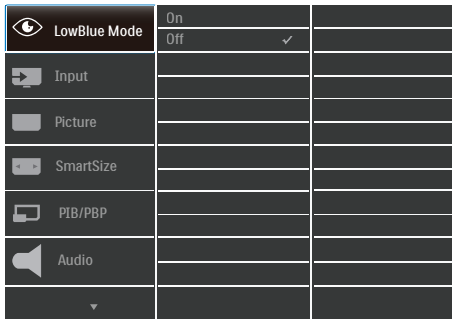 LowBlue Mode
On
Off
Input
Picture
SmartSize
PIB/PBP
Audio